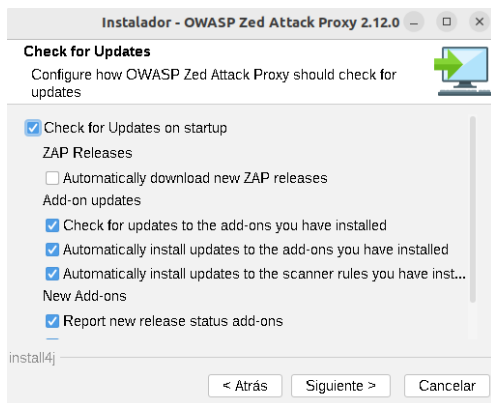 Instalador - OWASP Zed Attack Proxy 2.12.0
Check for Updates
Configure how OWASP Zed Attack Proxy should check for
updates
Check for Updates on startup
ZAP Releases
Automatically download new ZAP releases
Add-on updates
Check for updates to the add-ons you have installed
Automatically install updates to the add-ons you have installed
Automatically install updates to the scanner rules you have inst...
New Add-ons
Report new release status add-ons
install4j
< Atrás
Siguiente >
Cancelar